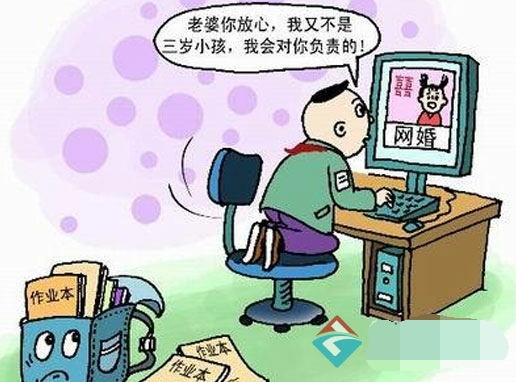 老婆你放心，我又不是
三岁小孩，我会对你负责的！
囍
网婚
作业本
作业本
作业本